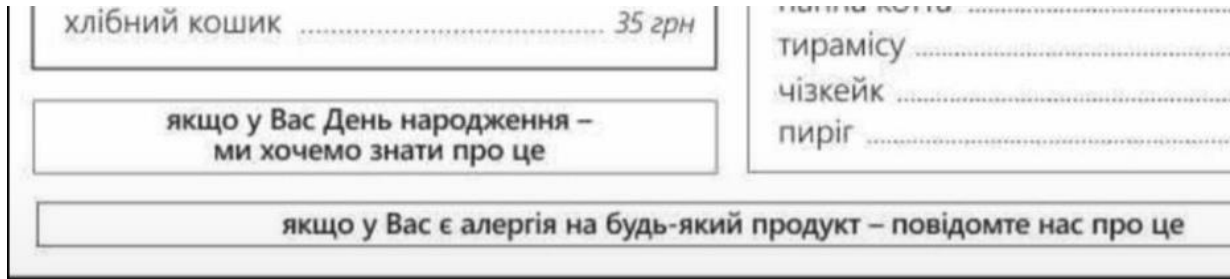 хлібний кошик .................................... 35 грн
якщо у Вас День народження –
ми хочемо знати про це
тирамісу
чізкейк
пиріг
якщо у Вас є алергія на будь-який продукт – повідомте нас про це